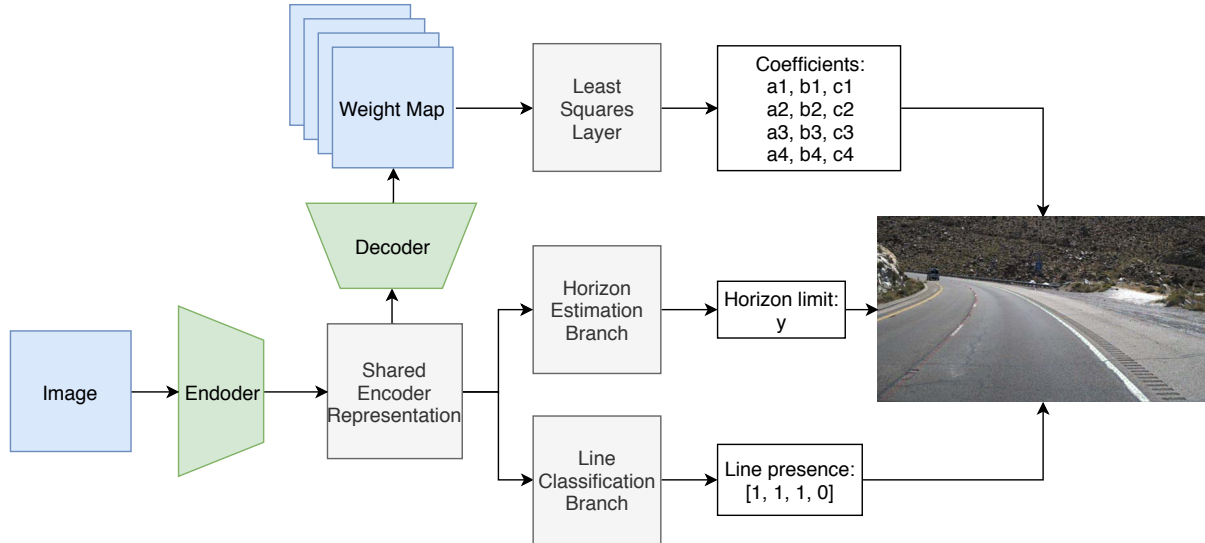 Image
Endoder
Shared
Encoder
Representation
Decoder
Weight Map
Least
Squares
Layer
Coefficients:
a1, b1, c1
a2, b2, c2
a3, b3, c3
a4, b4, c4
Horizon
Estimation
Branch
Horizon limit:
y
Line
Classification
Branch
Line presence:
[1, 1, 1, 0]